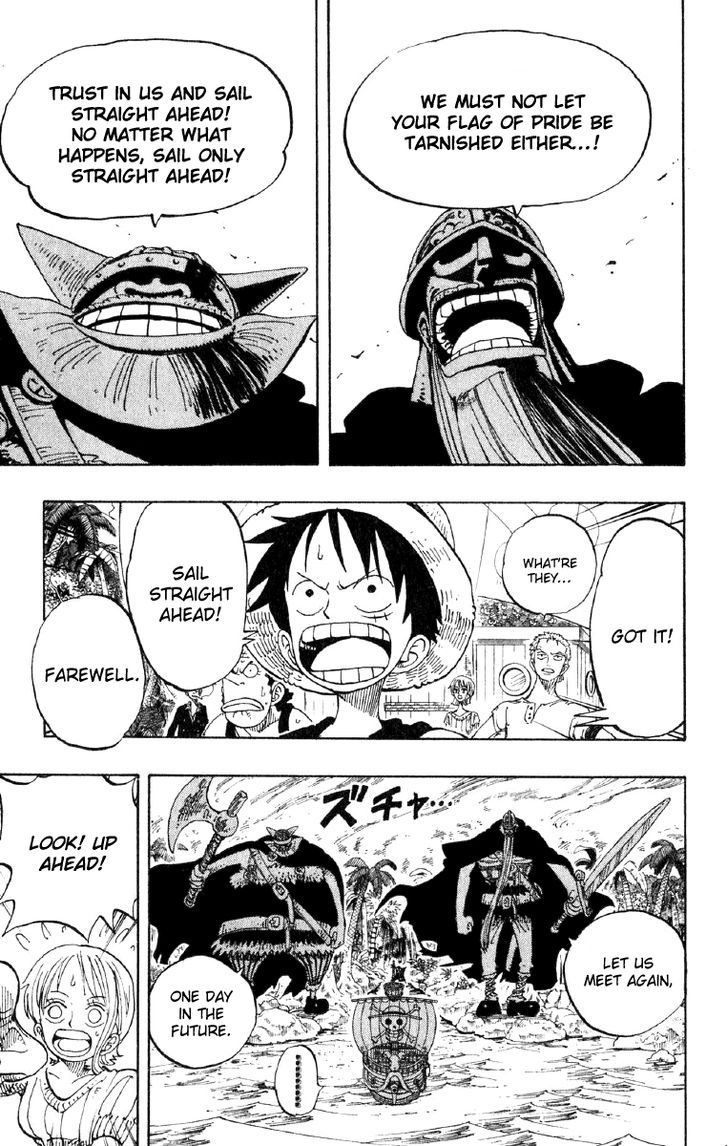 WE MUST NOT LET
YOUR FLAG OF PRIDE BE
TARNISHED EITHER...!
TRUST IN US AND SAIL
STRAIGHT AHEAD!
NO MATTER WHAT
HAPPENS, SAIL ONLY
STRAIGHT AHEAD!
GOT IT!
WHAT'RE
THEY...
SAIL
STRAIGHT
AHEAD!
FAREWELL.
ズチャ...
LET US
MEET AGAIN,
ONE DAY
IN THE
FUTURE.
LOOK! UP
AHEAD!